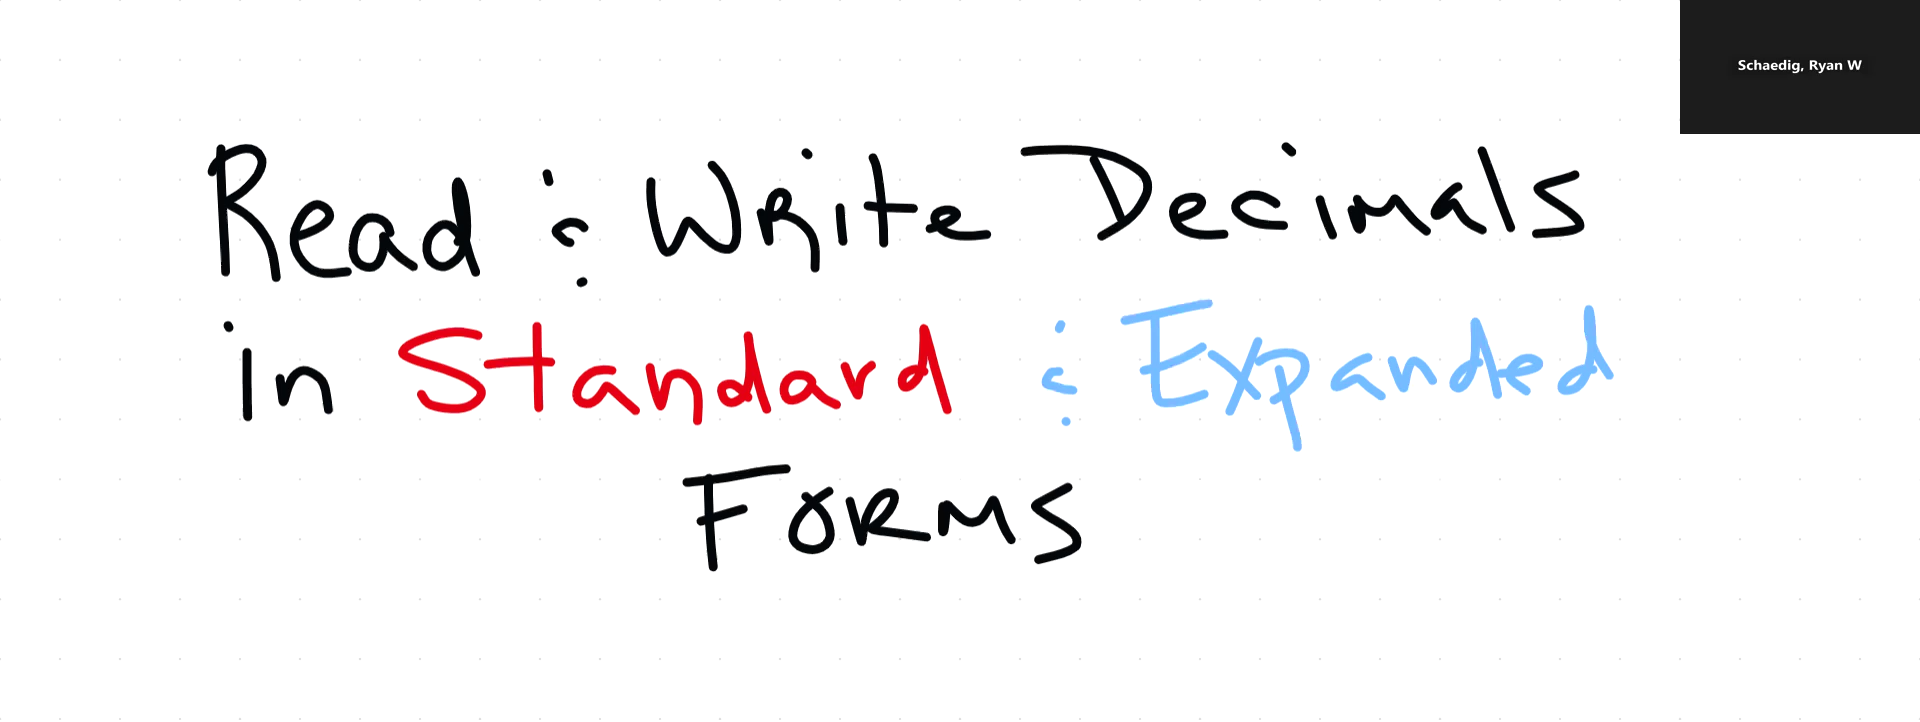 Schaedig, Ryan W
Read & Write Decimals
in Standard & Expanded
Forms